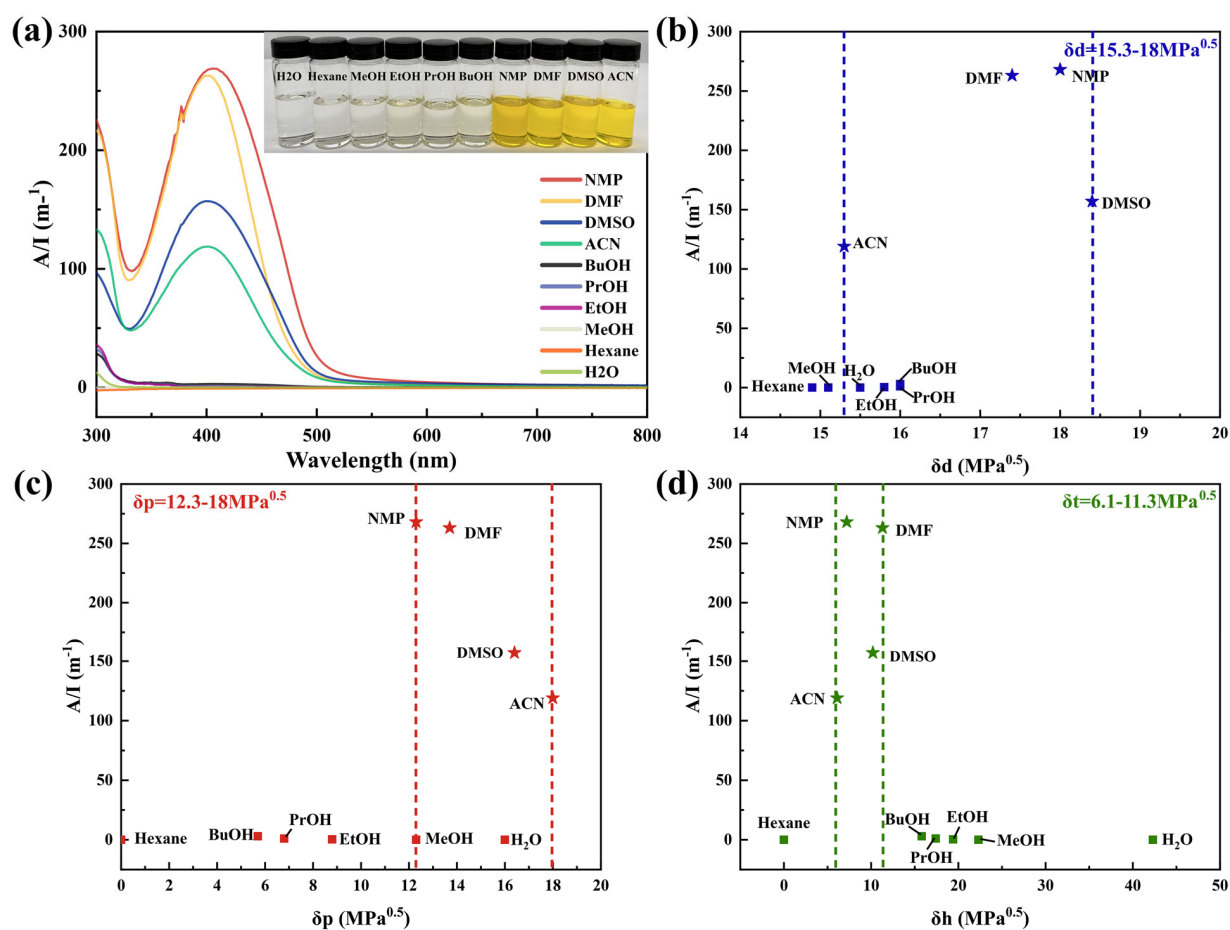 (a)
H2O Hexane MeOH EtOH PrOH BuOH NMP DMF DMSO ACN
NMP
DMF
DMSO
ACN
BuOH
PrOH
EtOH
MeOH
Hexane
H2O
300
200
100
0
A/I (m-1)
300 400 500 600 700 800
Wavelength (nm)
(b)
δd=15.3-18MPa0.5
DMF
NMP
DMSO
ACN
MeOH
H2O
BuOH
Hexane
EtOH
PrOH
300
250
200
150
100
50
0
A/I (m-1)
14 15 16 17 18 19 20
δd (MPa0.5)
(c)
δp=12.3-18MPa0.5
NMP
DMF
DMSO
ACN
Hexane
BuOH
PrOH
EtOH
MeOH
H2O
300
250
200
150
100
50
0
A/I (m-1)
0 2 4 6 8 10 12 14 16 18 20
δp (MPa0.5)
(d)
δt=6.1-11.3MPa0.5
NMP
DMF
DMSO
ACN
Hexane
BuOH
EtOH
PrOH
MeOH
H2O
300
250
200
150
100
50
0
A/I (m-1)
0 10 20 30 40 50
δh (MPa0.5)